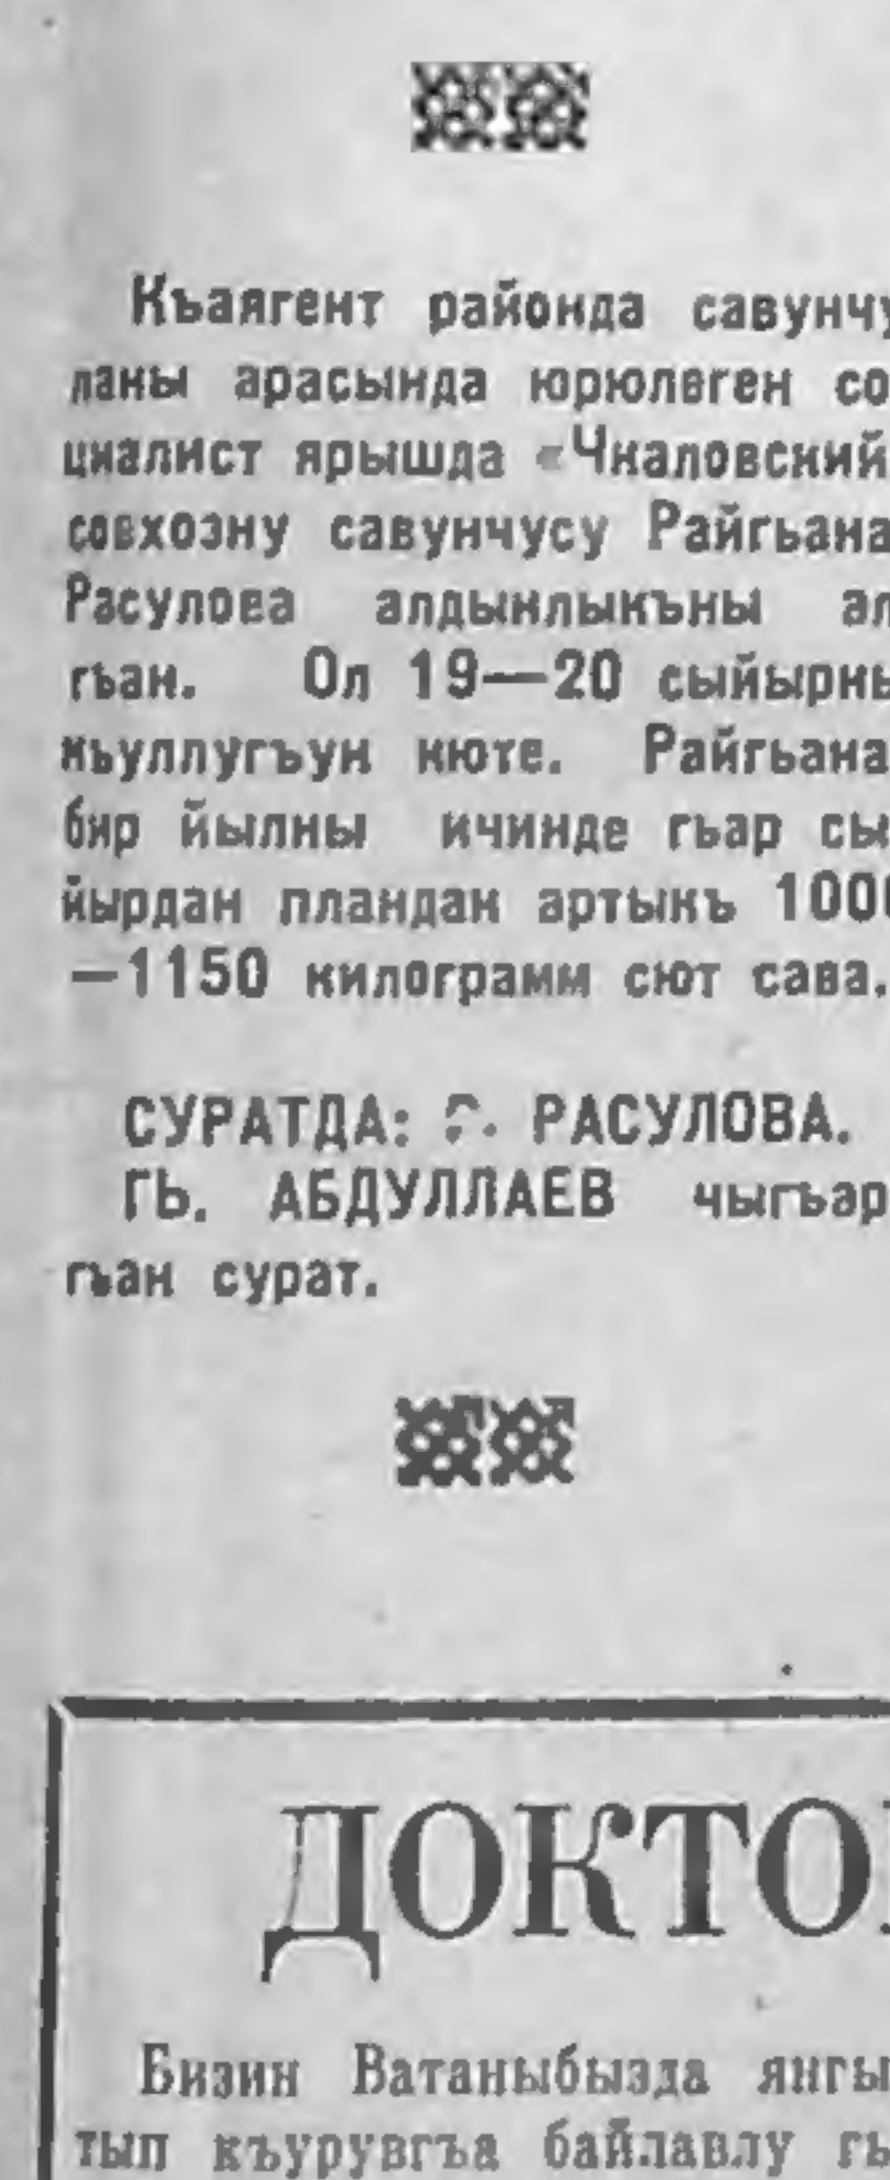 Къаягент районда савунчу
ланы арасында юрюлеген со
циалист ярышда «Чкаловский
совхозну савунчусу Райгьана
Расулова алдынлыкъны ал
гъан. Ол 19—20 сыйырны
къуллугъун кюте. Райгьана
бир йылны ичинде гьар сы
йырдан пландан артыкъ 1000
—1150 килограмм сют сава.
СУРАТДА: РАСУЛОВА.
ГЬ. АБДУЛЛАЕВ чыгъар
гъан сурат.
ДОКТО
Бизин Ватаныбызда янгы
тып къурувгъа байлавлу гь